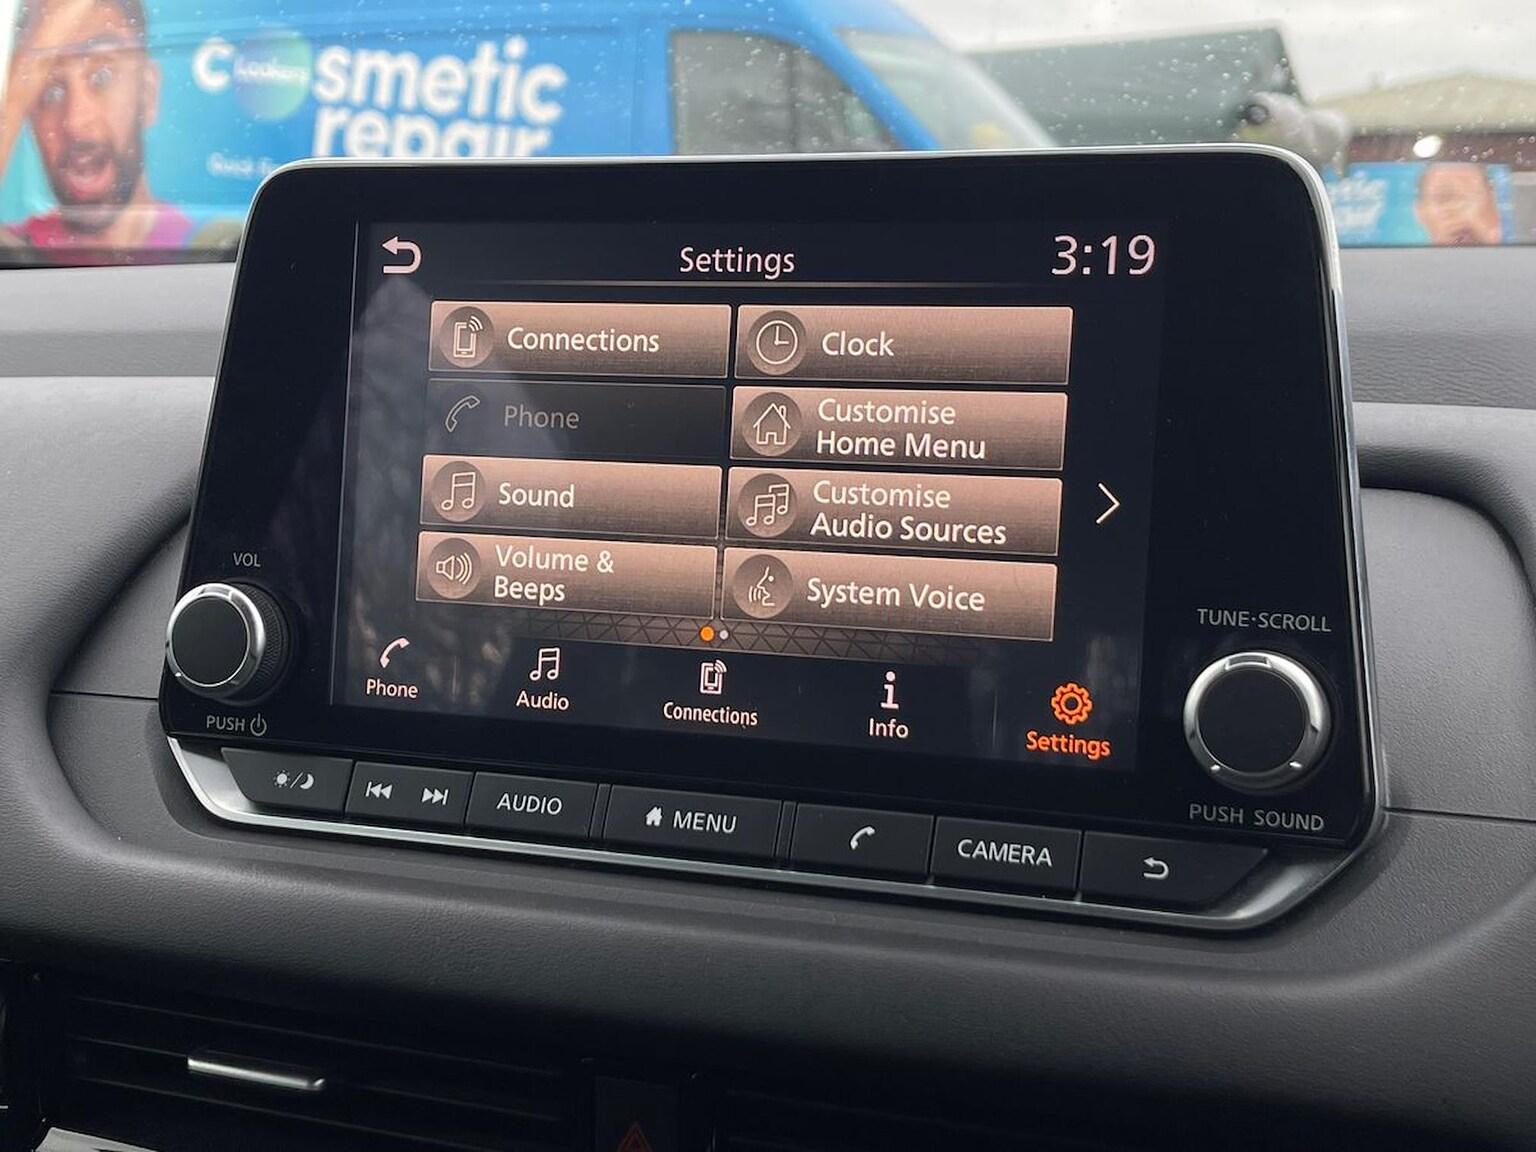 C Lookers smetic
repair
Settings
3:19
Connections
Clock
Phone
Customise
Home Menu
Sound
Customise
Audio Sources
Volume &
Beeps
System Voice
Phone
Audio
Connections
Info
Settings
VOL
PUSH
TUNE·SCROLL
PUSH SOUND
AUDIO
MENU
CAMERA